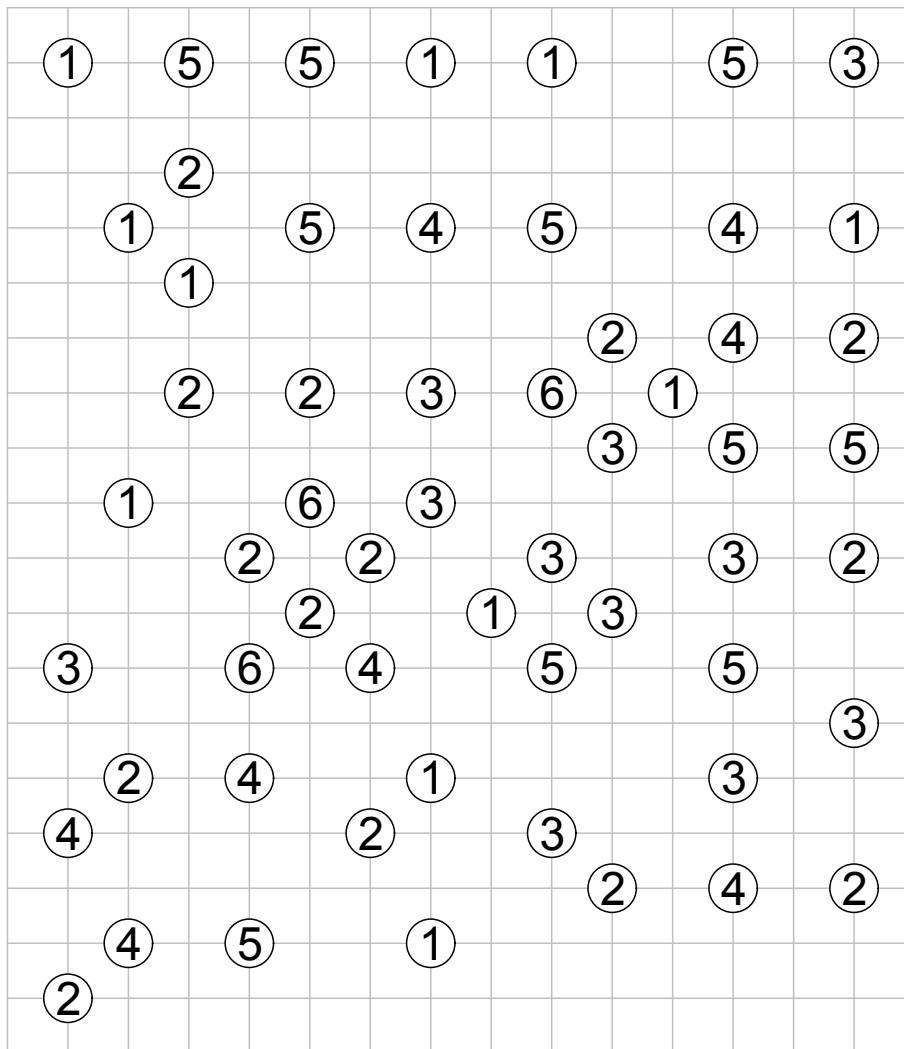 1 5 5 1 1 5 3
2
1 5 4 5 4 1
1
2 4 2
2 2 3 6 1
3 5 5
1 6 3
2 2 3 3 2
2 1 3
3 6 4 5 5
3
2 4 1 3
4 2 3
2 4 2
4 5 1
2